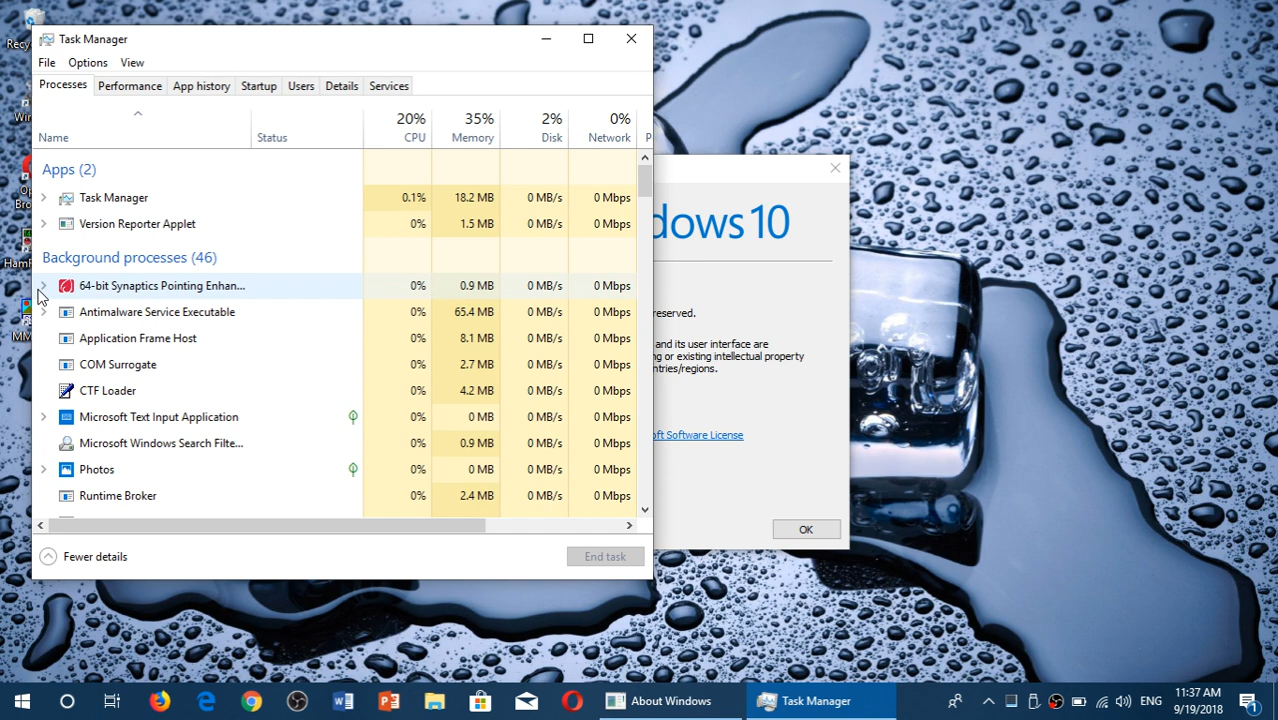 Recy
Win
Op
Bro
HamF
MM
Task Manager
File Options View
Processes Performance App history Startup Users Details Services
20% 35% 2% 0%
Name Status CPU Memory Disk Network P
Apps (2)
Task Manager 0.1% 18.2 MB 0 MB/s 0 Mbps
Version Reporter Applet 0% 1.5 MB 0 MB/s 0 Mbps
Background processes (46)
64-bit Synaptics Pointing Enhan... 0% 0.9 MB 0 MB/s 0 Mbps
Antimalware Service Executable 0% 65.4 MB 0 MB/s 0 Mbps
Application Frame Host 0% 8.1 MB 0 MB/s 0 Mbps
COM Surrogate 0% 2.7 MB 0 MB/s 0 Mbps
CTF Loader 0% 4.2 MB 0 MB/s 0 Mbps
Microsoft Text Input Application 0% 0 MB 0 MB/s 0 Mbps
Microsoft Windows Search Filte... 0% 0.9 MB 0 MB/s 0 Mbps
Photos 0% 0 MB 0 MB/s 0 Mbps
Runtime Broker 0% 2.4 MB 0 MB/s 0 Mbps
Fewer details End task
dows 10
reserved.
and its user interface are
ng or existing intellectual property
ntries/regions.
oft Software License
OK
About Windows Task Manager ENG 11:37 AM
9/19/2018
1